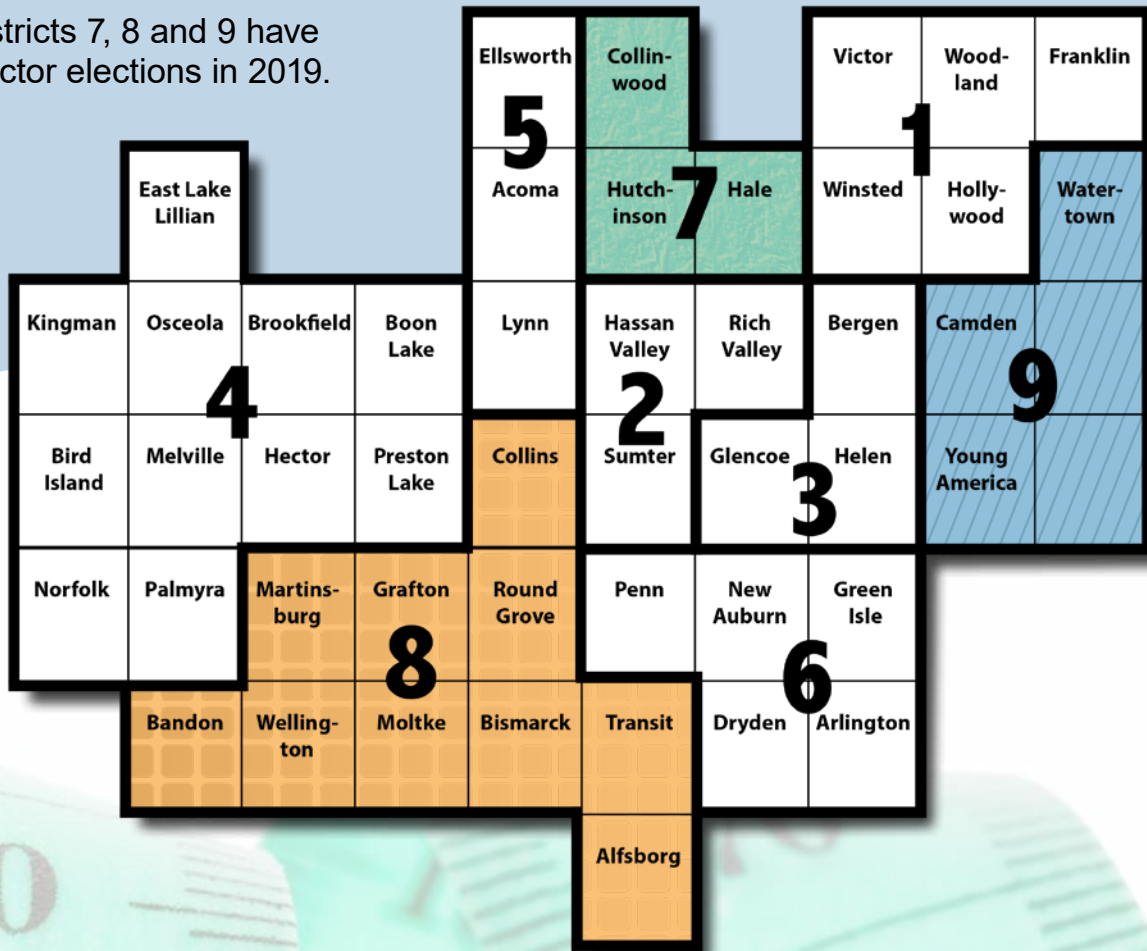 stricts 7, 8 and 9 have
ctor elections in 2019.
Ellsworth
5
Acoma
Lynn
Collin-
wood
Hutch-
inson
7
Hale
Victor
Wood-
land
Franklin
1
Winsted
Holly-
wood
Water-
town
East Lake
Lillian
Kingman
Osceola
Brookfield
Boon
Lake
4
Bird
Island
Melville
Hector
Preston
Lake
Norfolk
Palmyra
Hassan
Valley
Rich
Valley
2
Sumter
Bergen
Glencoe
Helen
3
Camden
9
Young
America
Collins
Martins-
burg
Grafton
Round
Grove
8
Bandon
Welling-
ton
Moltke
Bismarck
Transit
Alfsborg
Penn
New
Auburn
Green
Isle
6
Dryden
Arlington
0